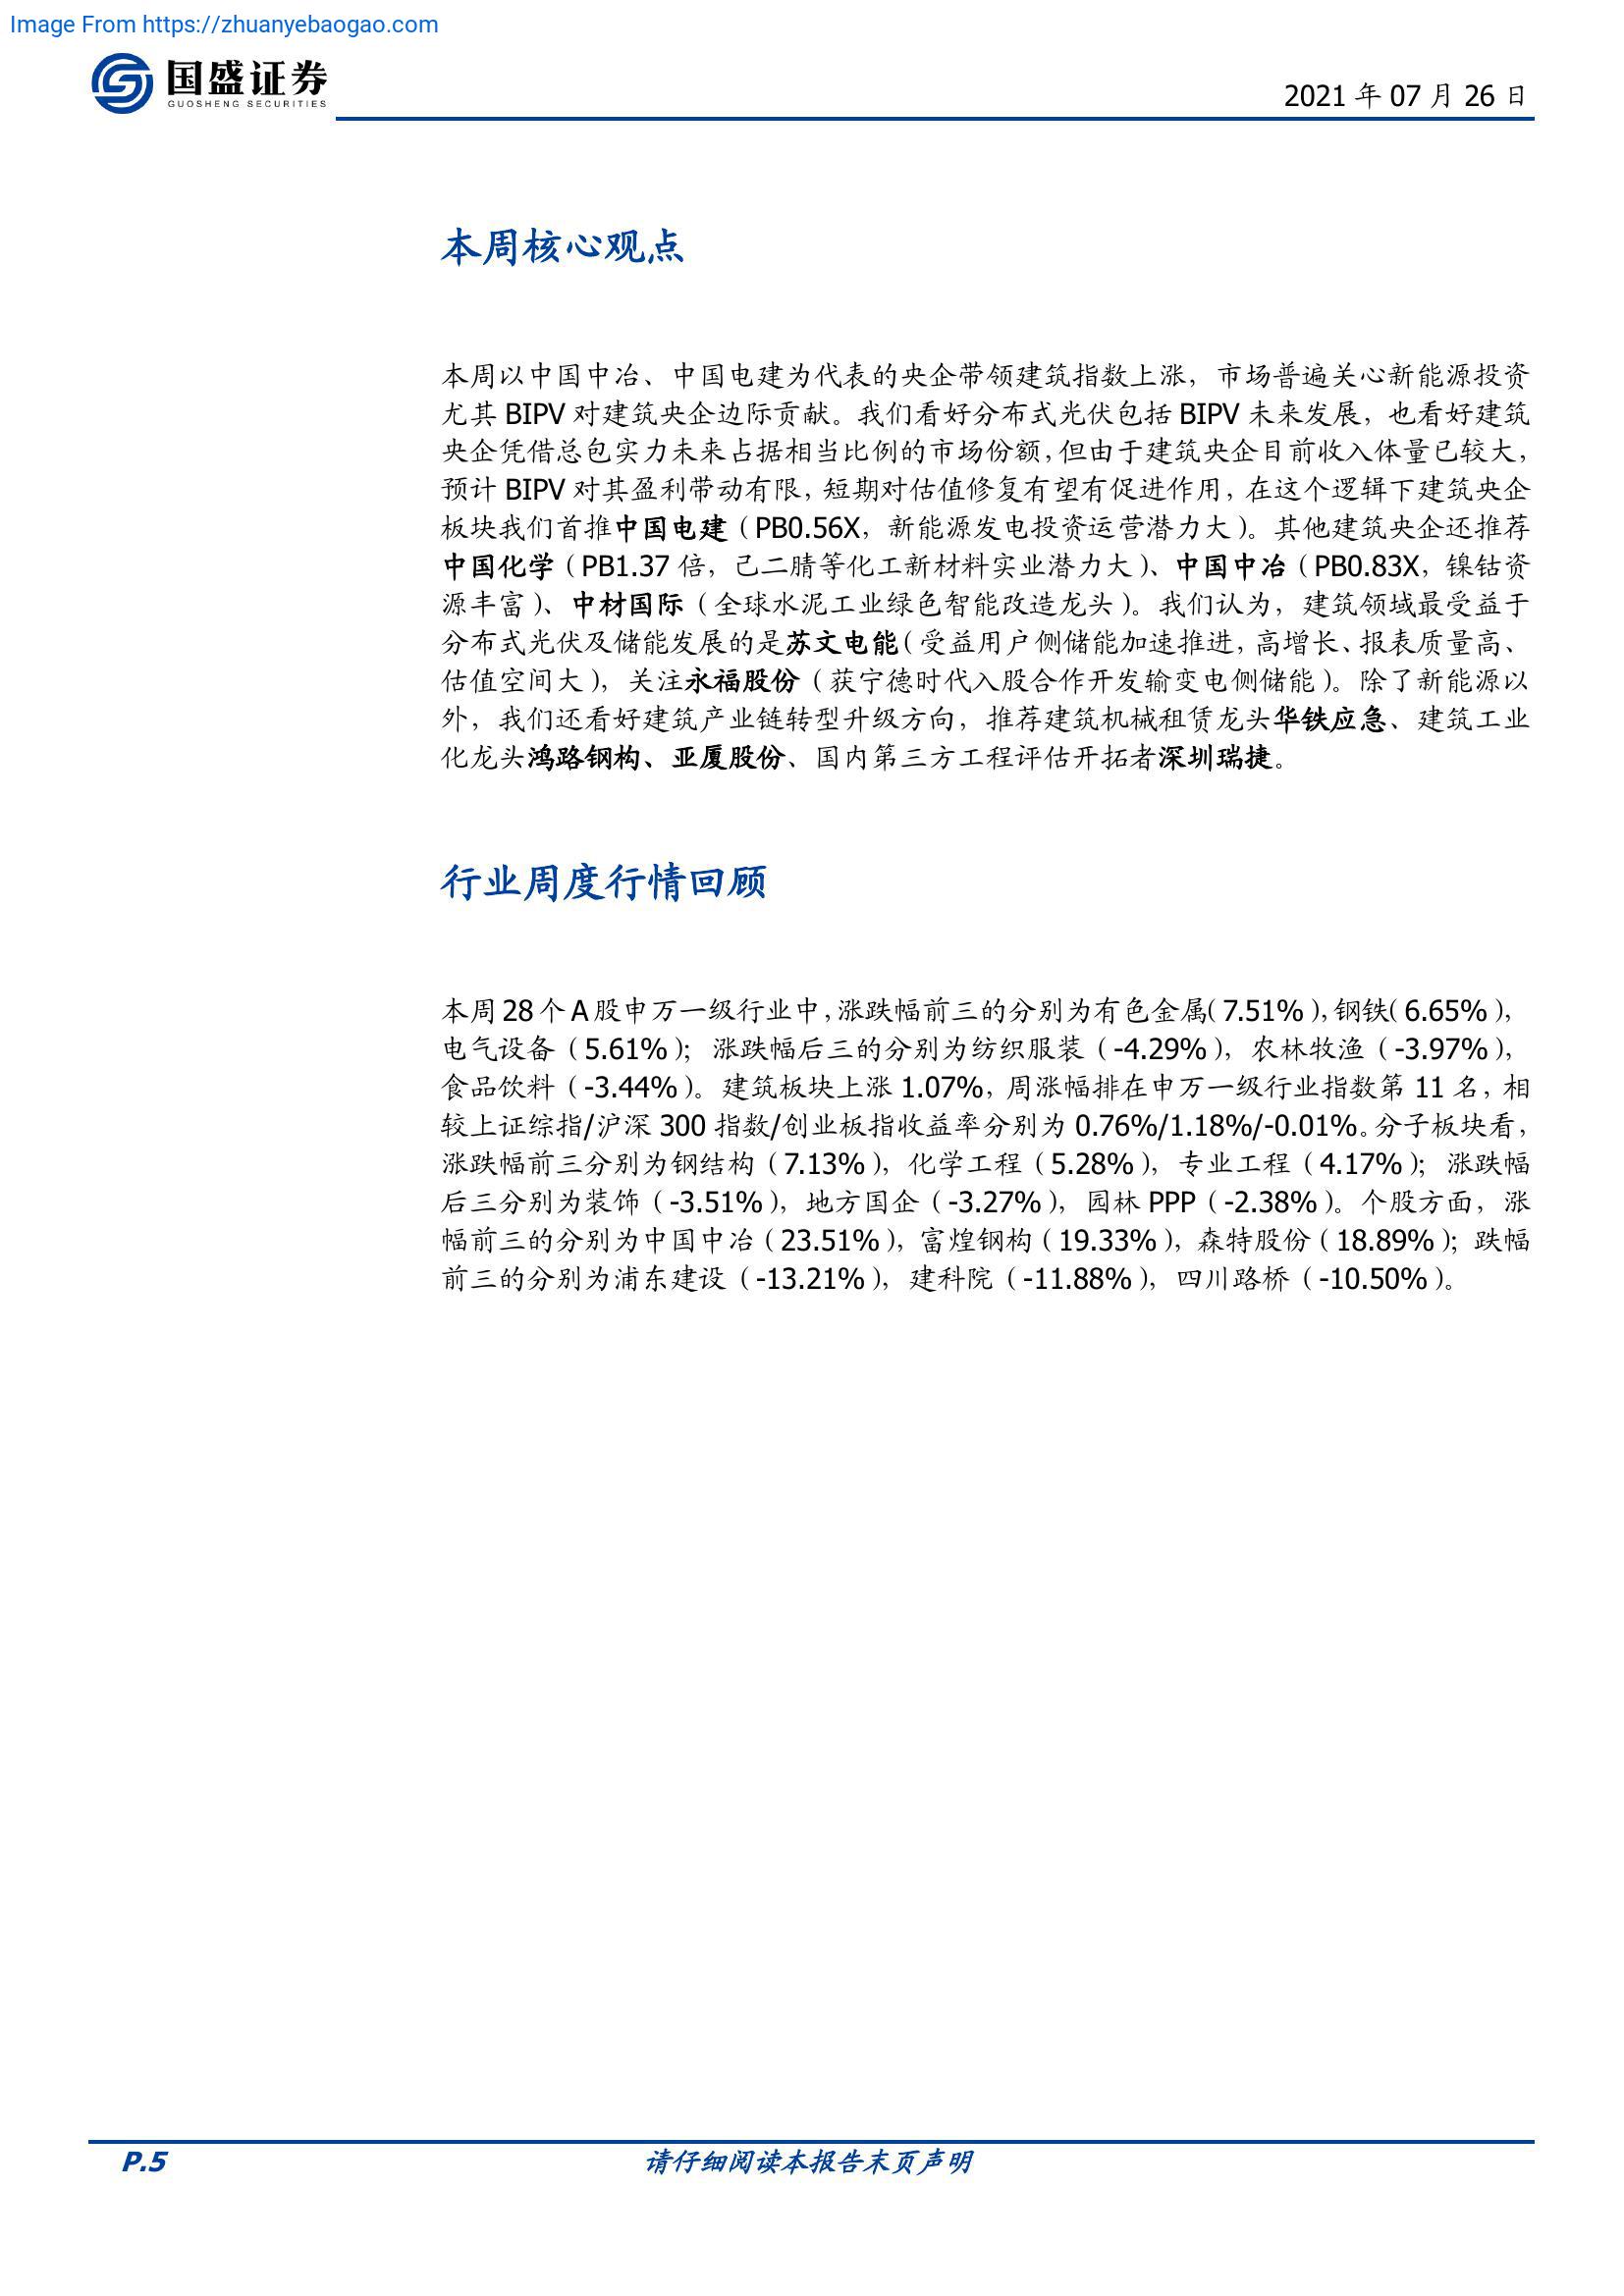 Image From https://zhuanyebaogao.com
国盛证券
GUOSHENG SECURITIES
2021 年 07 月 26 日
本周核心观点
本周以中国中冶、中国电建为代表的央企带领建筑指数上涨，市场普遍关心新能源投资
尤其 BIPV 对建筑央企边际贡献。我们看好分布式光伏包括 BIPV 未来发展，也看好建筑
央企凭借总包实力未来占据相当比例的市场份额，但由于建筑央企目前收入体量已较大，
预计 BIPV 对其盈利带动有限，短期对估值修复有望有促进作用，在这个逻辑下建筑央企
板块我们首推中国电建（PB0.56X，新能源发电投资运营潜力大）。其他建筑央企还推荐
中国化学（PB1.37 倍，己二腈等化工新材料实业潜力大）、中国中冶（PB0.83X，镍钴资
源丰富）、中材国际（全球水泥工业绿色智能改造龙头）。我们认为，建筑领域最受益于
分布式光伏及储能发展的是苏文电能（受益用户侧储能加速推进，高增长、报表质量高、
估值空间大），关注永福股份（获宁德时代入股合作开发输变电侧储能）。除了新能源以
外，我们还看好建筑产业链转型升级方向，推荐建筑机械租赁龙头华铁应急、建筑工业
化龙头鸿路钢构、亚厦股份、国内第三方工程评估开拓者深圳瑞捷。
行业周度行情回顾
本周 28 个 A 股申万一级行业中，涨跌幅前三的分别为有色金属（7.51%），钢铁（6.65%），
电气设备（5.61%）；涨跌幅后三的分别为纺织服装（-4.29%），农林牧渔（-3.97%），
食品饮料（-3.44%）。建筑板块上涨 1.07%，周涨幅排在申万一级行业指数第 11 名，相
较上证综指/沪深 300 指数/创业板指收益率分别为 0.76%/1.18%/-0.01%。分子板块看，
涨跌幅前三分别为钢结构（7.13%），化学工程（5.28%），专业工程（4.17%）；涨跌幅
后三分别为装饰（-3.51%），地方国企（-3.27%），园林 PPP（-2.38%）。个股方面，涨
幅前三的分别为中国中冶（23.51%），富煌钢构（19.33%），森特股份（18.89%）；跌幅
前三的分别为浦东建设（-13.21%），建科院（-11.88%），四川路桥（-10.50%）。
P.5
请仔细阅读本报告末页声明